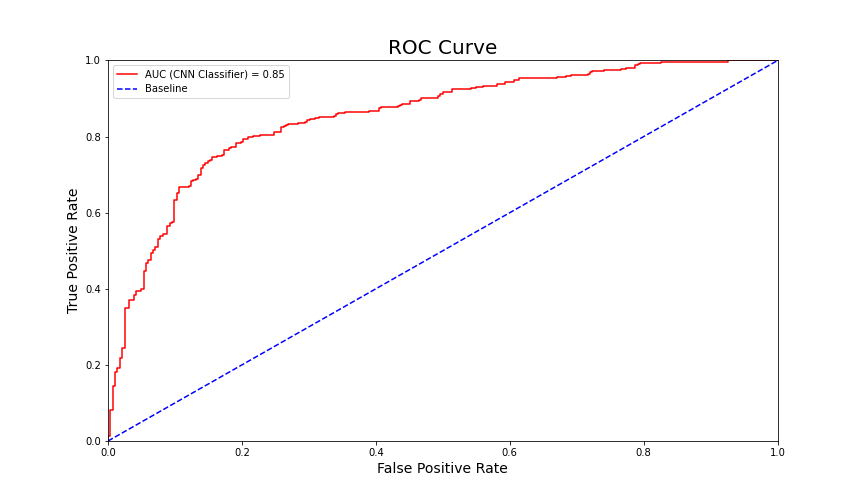 ROC Curve
AUC (CNN Classifier) = 0.85
Baseline
True Positive Rate
1.0
0.8
0.6
0.4
0.2
0.0
0.0 0.2 0.4 0.6 0.8 1.0
False Positive Rate